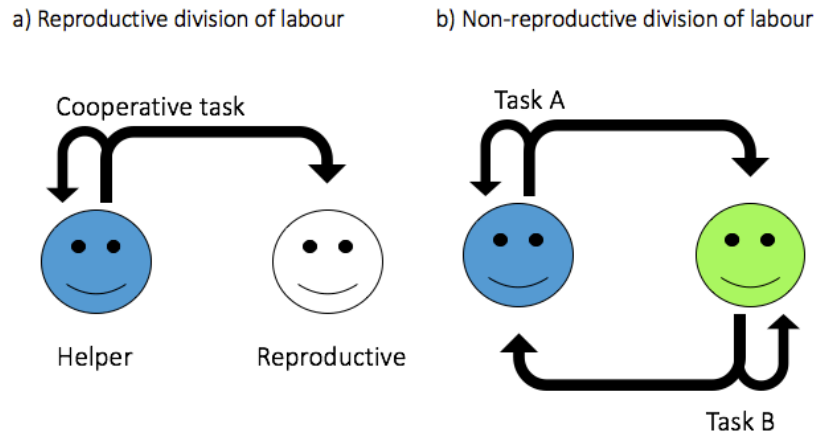 a) Reproductive division of labour
b) Non-reproductive division of labour
Cooperative task
Task A
Helper
Reproductive
Task B